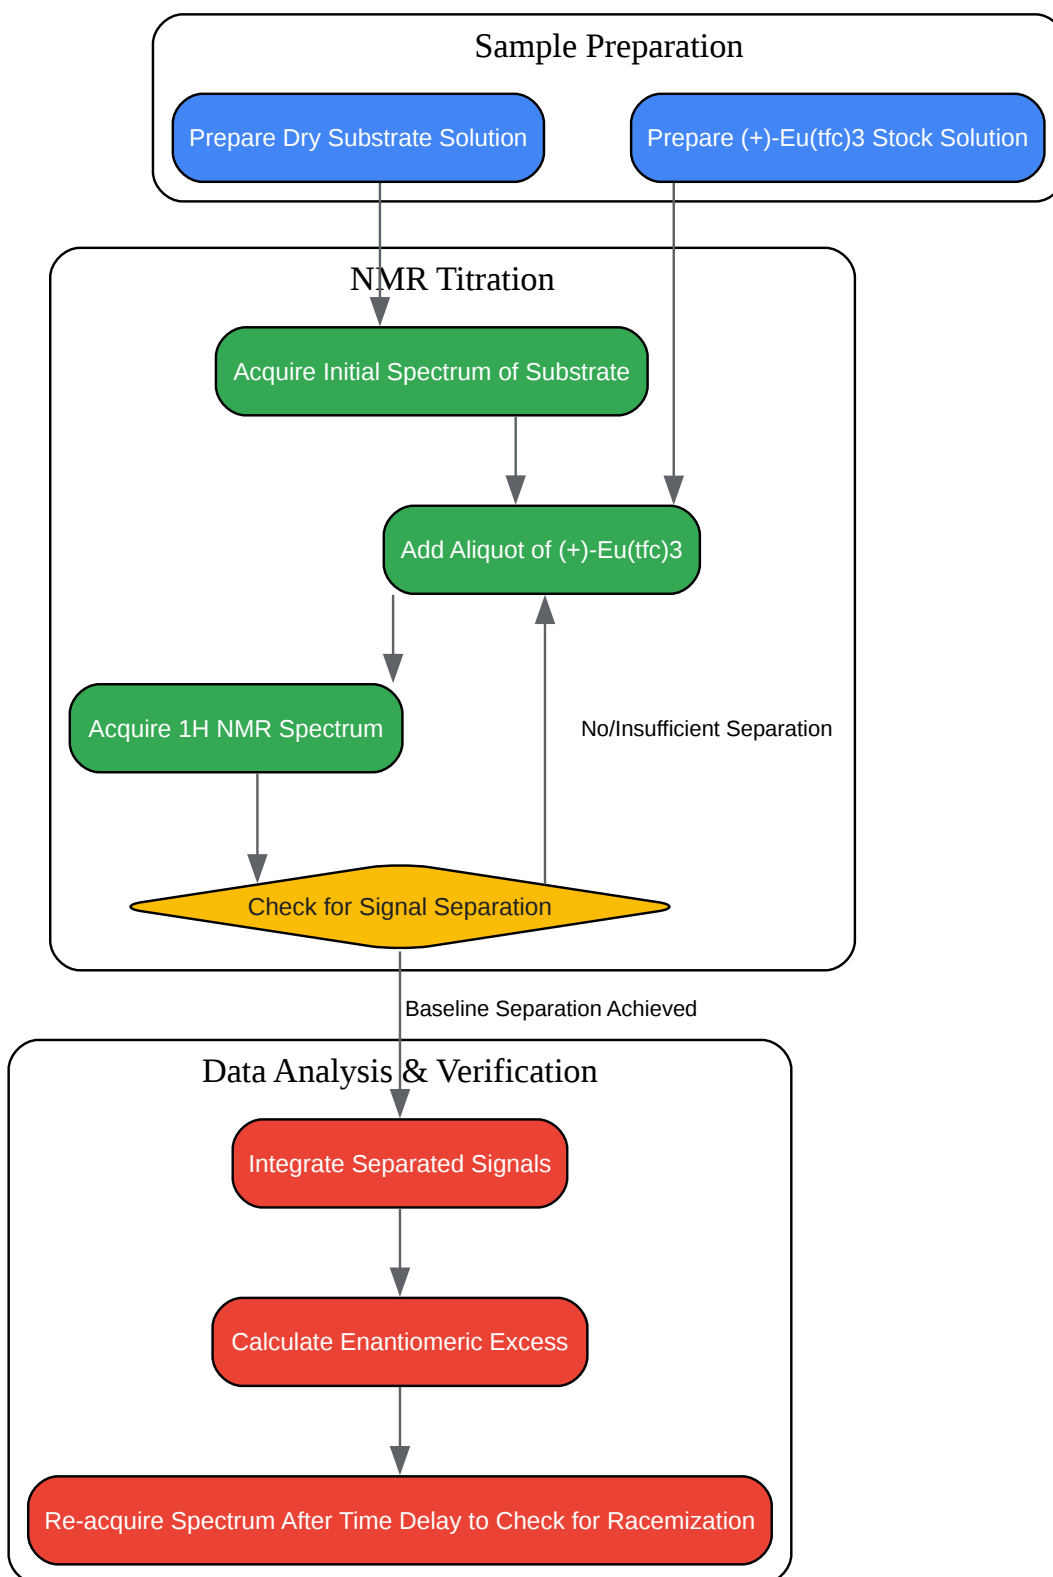 Sample Preparation
Prepare Dry Substrate Solution
Prepare (+)-Eu(tfc)3 Stock Solution
NMR Titration
Acquire Initial Spectrum of Substrate
Add Aliquot of (+)-Eu(tfc)3
Acquire 1H NMR Spectrum
No/Insufficient Separation
Check for Signal Separation
Baseline Separation Achieved
Data Analysis & Verification
Integrate Separated Signals
Calculate Enantiomeric Excess
Re-acquire Spectrum After Time Delay to Check for Racemization